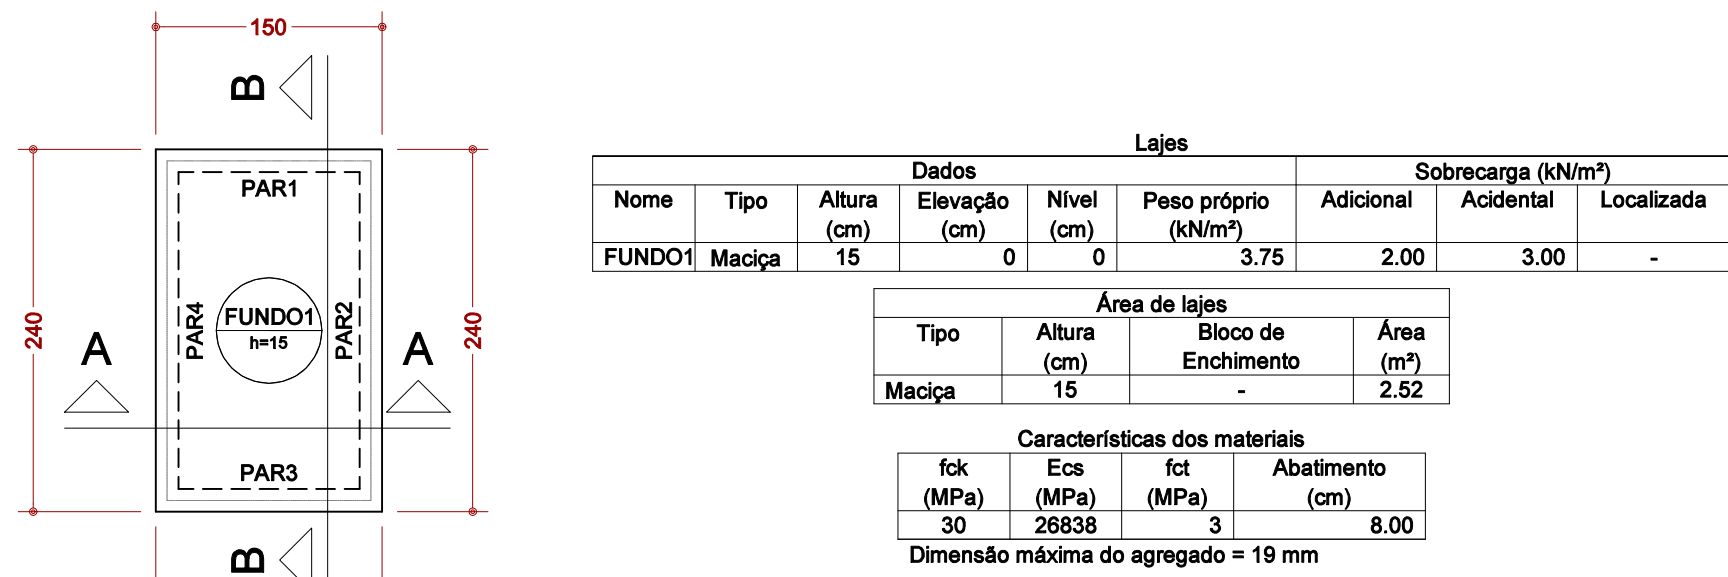 150
B
240
PAR1
PAR4
FUNDO1
h=15
PAR2
240
A
A
PAR3
B
Lajes
Dados Sobrecarga (kN/m²)
Nome Tipo Altura (cm) Elevação (cm) Nível (cm) Peso próprio (kN/m²) Adicional Acidental Localizada
FUNDO1 Maciça 15 0 0 3.75 2.00 3.00 -
Área de lajes
Tipo Altura (cm) Bloco de Enchimento Área (m²)
Maciça 15 - 2.52
Características dos materiais
fck (MPa) Ecs (MPa) fct (MPa) Abatimento (cm)
30 26838 3 8.00
Dimensão máxima do agregado = 19 mm